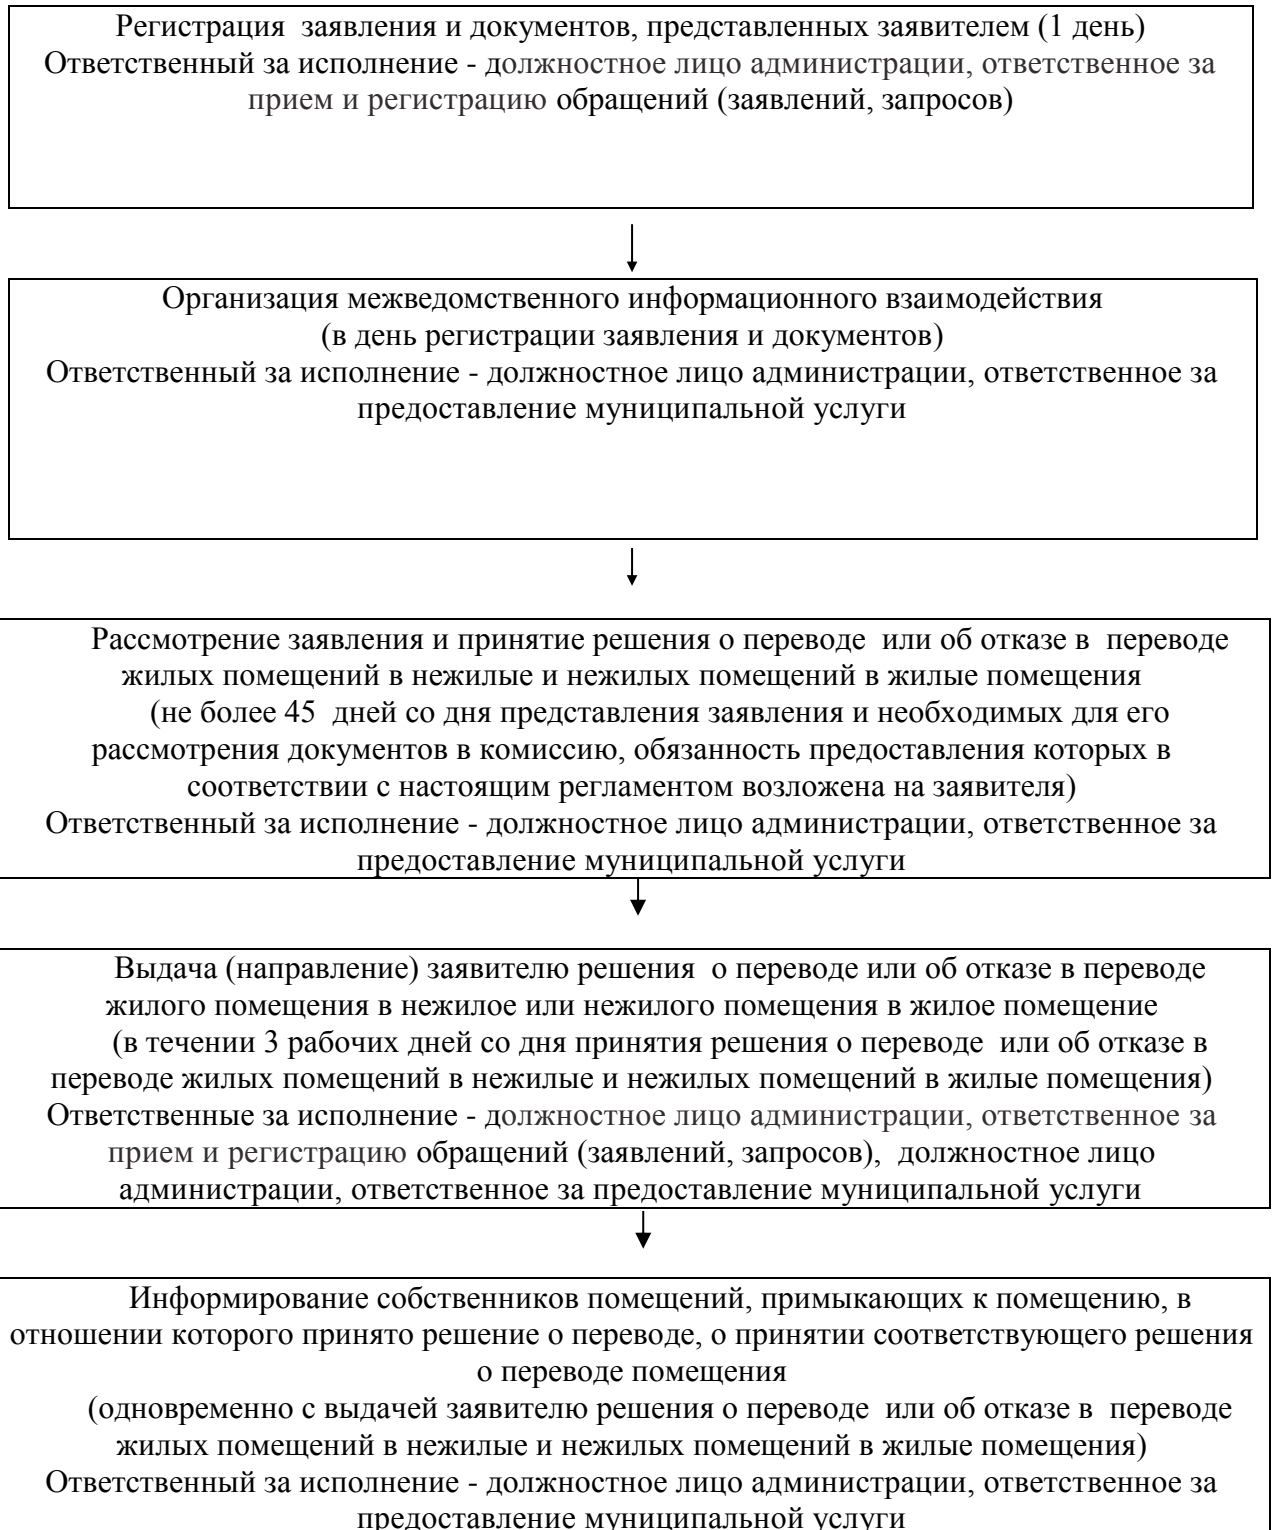 Регистрация заявления и документов, представленных заявителем (1 день)
Ответственный за исполнение - должностное лицо администрации, ответственное за
прием и регистрацию обращений (заявлений, запросов)
Организация межведомственного информационного взаимодействия
(в день регистрации заявления и документов)
Ответственный за исполнение - должностное лицо администрации, ответственное за
предоставление муниципальной услуги
Рассмотрение заявления и принятие решения о переводе или об отказе в переводе
жилых помещений в нежилые и нежилых помещений в жилые помещения
(не более 45 дней со дня представления заявления и необходимых для его
рассмотрения документов в комиссию, обязанность предоставления которых в
соответствии с настоящим регламентом возложена на заявителя)
Ответственный за исполнение - должностное лицо администрации, ответственное за
предоставление муниципальной услуги
Выдача (направление) заявителю решения о переводе или об отказе в переводе
жилого помещения в нежилое или нежилого помещения в жилое помещение
(в течении 3 рабочих дней со дня принятия решения о переводе или об отказе в
переводе жилых помещений в нежилые и нежилых помещений в жилые помещения)
Ответственные за исполнение - должностное лицо администрации, ответственное за
прием и регистрацию обращений (заявлений, запросов), должностное лицо
администрации, ответственное за предоставление муниципальной услуги
Информирование собственников помещений, примыкающих к помещению, в
отношении которого принято решение о переводе, о принятии соответствующего решения
о переводе помещения
(одновременно с выдачей заявителю решения о переводе или об отказе в переводе
жилых помещений в нежилые и нежилых помещений в жилые помещения)
Ответственный за исполнение - должностное лицо администрации, ответственное за
предоставление муниципальной услуги